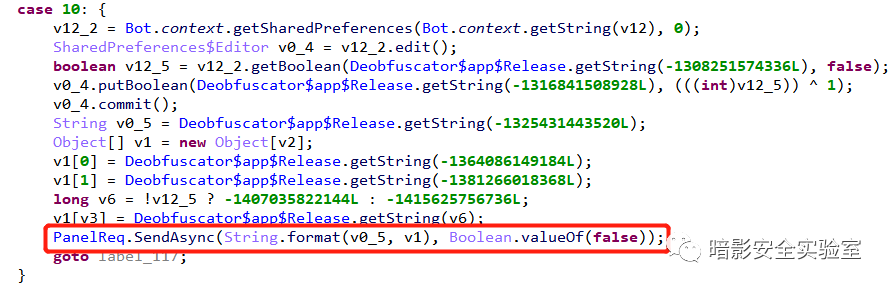 case 10: {
v12_2 = Bot.context.getSharedPreferences(Bot.context.getString(v12), 0);
SharedPreferences$Editor v0_4 = v12_2.edit();
boolean v12_5 = v12_2.getBoolean(Deobfuscator$app$Release.getString(-1308251574336L), false);
v0_4.putBoolean(Deobfuscator$app$Release.getString(-1316841508928L), (((int)v12_5)) ^ 1);
v0_4.commit();
String v0_5 = Deobfuscator$app$Release.getString(-1325431443520L);
Object[] v1 = new Object[v2];
v1[0] = Deobfuscator$app$Release.getString(-1364086149184L);
v1[1] = Deobfuscator$app$Release.getString(-1381266018368L);
long v6 = !v12_5 ? -1407035822144L : -1415625756736L;
v1[v3] = Deobfuscator$app$Release.getString(v6);
PanelReq.SendAsync(String.format(v0_5, v1), Boolean.valueOf(false));
goto label_117;
}
暗影安全实验室